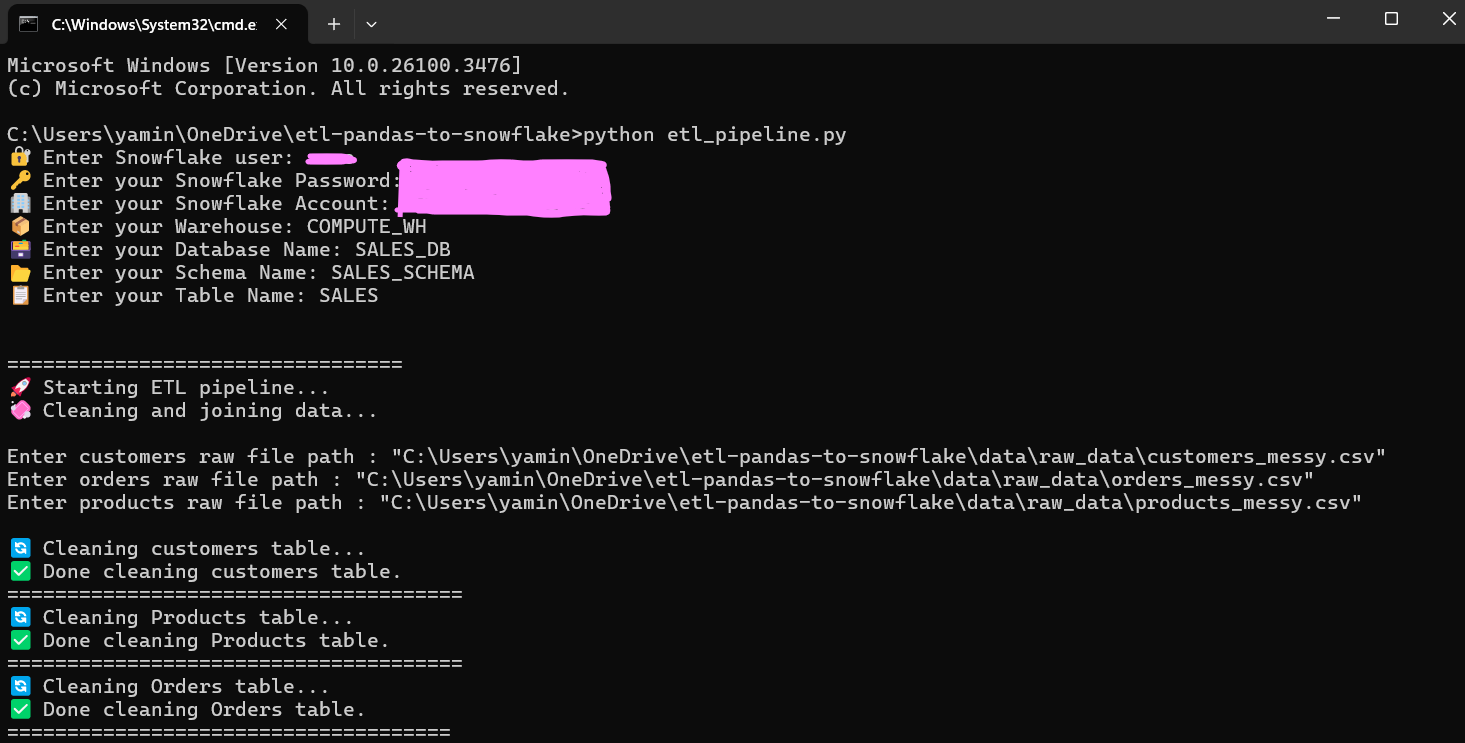 C:\Windows\System32\cmd.e
Microsoft Windows [Version 10.0.26100.3476]
(c) Microsoft Corporation. All rights reserved.
C:\Users\yamin\OneDrive\etl-pandas-to-snowflake>python etl_pipeline.py
🔐 Enter Snowflake user:
🔑 Enter your Snowflake Password:
🏢 Enter your Snowflake Account:
📦 Enter your Warehouse: COMPUTE_WH
🗃️ Enter your Database Name: SALES_DB
📂 Enter your Schema Name: SALES_SCHEMA
📋 Enter your Table Name: SALES
=================================
🚀 Starting ETL pipeline...
🧼 Cleaning and joining data...
Enter customers raw file path : "C:\Users\yamin\OneDrive\etl-pandas-to-snowflake\data\raw_data\customers_messy.csv"
Enter orders raw file path : "C:\Users\yamin\OneDrive\etl-pandas-to-snowflake\data\raw_data\orders_messy.csv"
Enter products raw file path : "C:\Users\yamin\OneDrive\etl-pandas-to-snowflake\data\raw_data\products_messy.csv"
🔄 Cleaning customers table...
✅ Done cleaning customers table.
======================================
🔄 Cleaning Products table...
✅ Done cleaning Products table.
======================================
🔄 Cleaning Orders table...
✅ Done cleaning Orders table.
=====================================